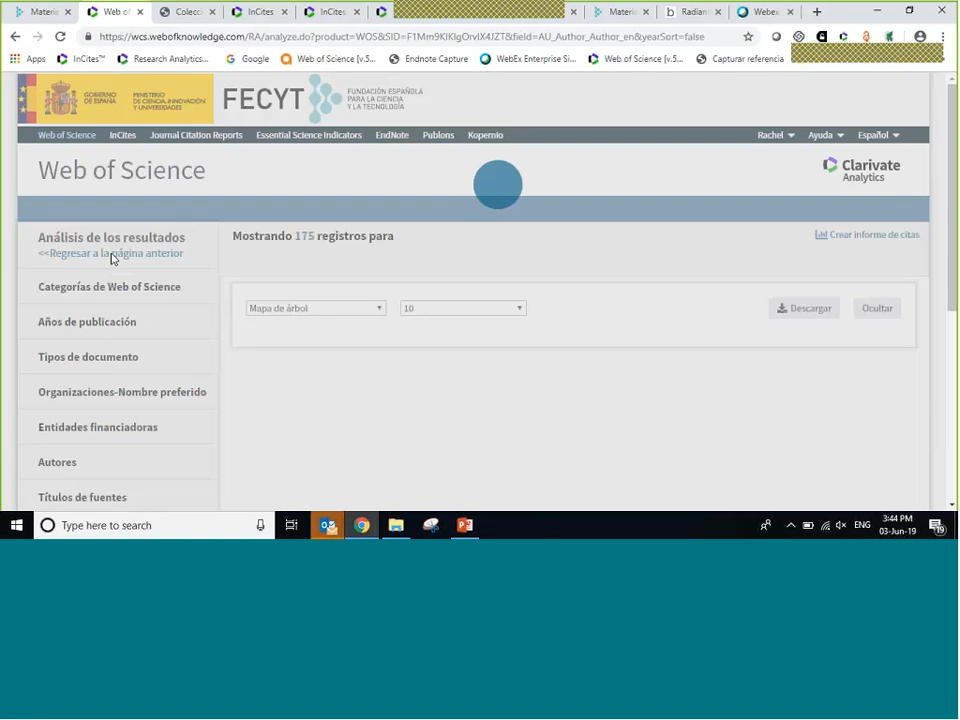 Materie
Web of
Colecci
InCites
InCites
Materie
Radiant
Webex
https://wcs.webofknowledge.com/RA/analyze.do?product=WOS&SID=F1Mm9KIKlgOrvIX4JZT&field=AU_Author_Author_en&yearSort=false
Apps InCites™ Research Analytics... Google Web of Science [v.5... Endnote Capture WebEx Enterprise Si... Web of Science [v.5... Capturar referencia
GOBIERNO DE ESPAÑA
MINISTERIO DE CIENCIA, INNOVACIÓN Y UNIVERSIDADES
FECYT
FUNDACIÓN ESPAÑOLA
PARA LA CIENCIA
Y LA TECNOLOGÍA
Web of Science InCites Journal Citation Reports Essential Science Indicators EndNote Publons Kopernio Rachel Ayuda Español
Web of Science
Clarivate
Analytics
Análisis de los resultados
<<Regresar a la página anterior
Mostrando 175 registros para
Crear informe de citas
Categorías de Web of Science
Mapa de árbol 10 Descargar Ocultar
Años de publicación
Tipos de documento
Organizaciones-Nombre preferido
Entidades financiadoras
Autores
Títulos de fuentes
Type here to search
ENG
3:44 PM
03-Jun-19
19